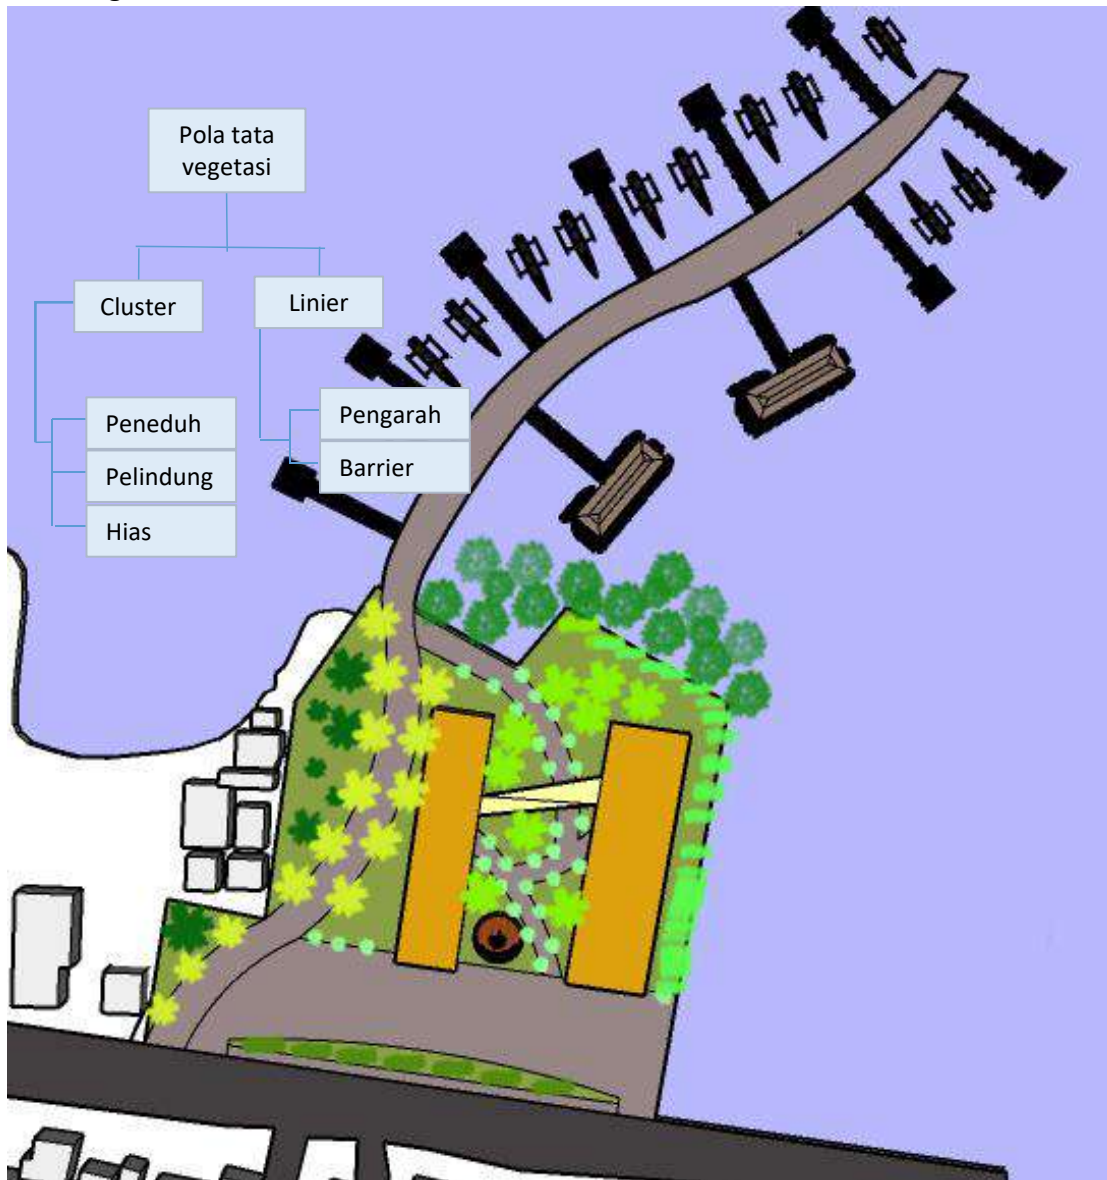 Pola tata
vegetasi
Cluster
Linier
Peneduh
Pelindung
Hias
Pengarah
Barrier